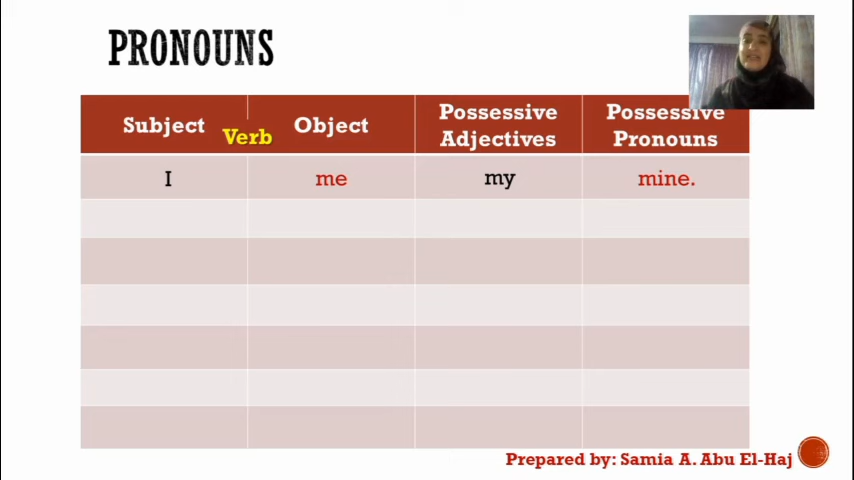 PRONOUNS
Subject
Verb
Object
Possessive
Adjectives
Possessive
Pronouns
I
me
my
mine.
Prepared by: Samia A. Abu El-Haj